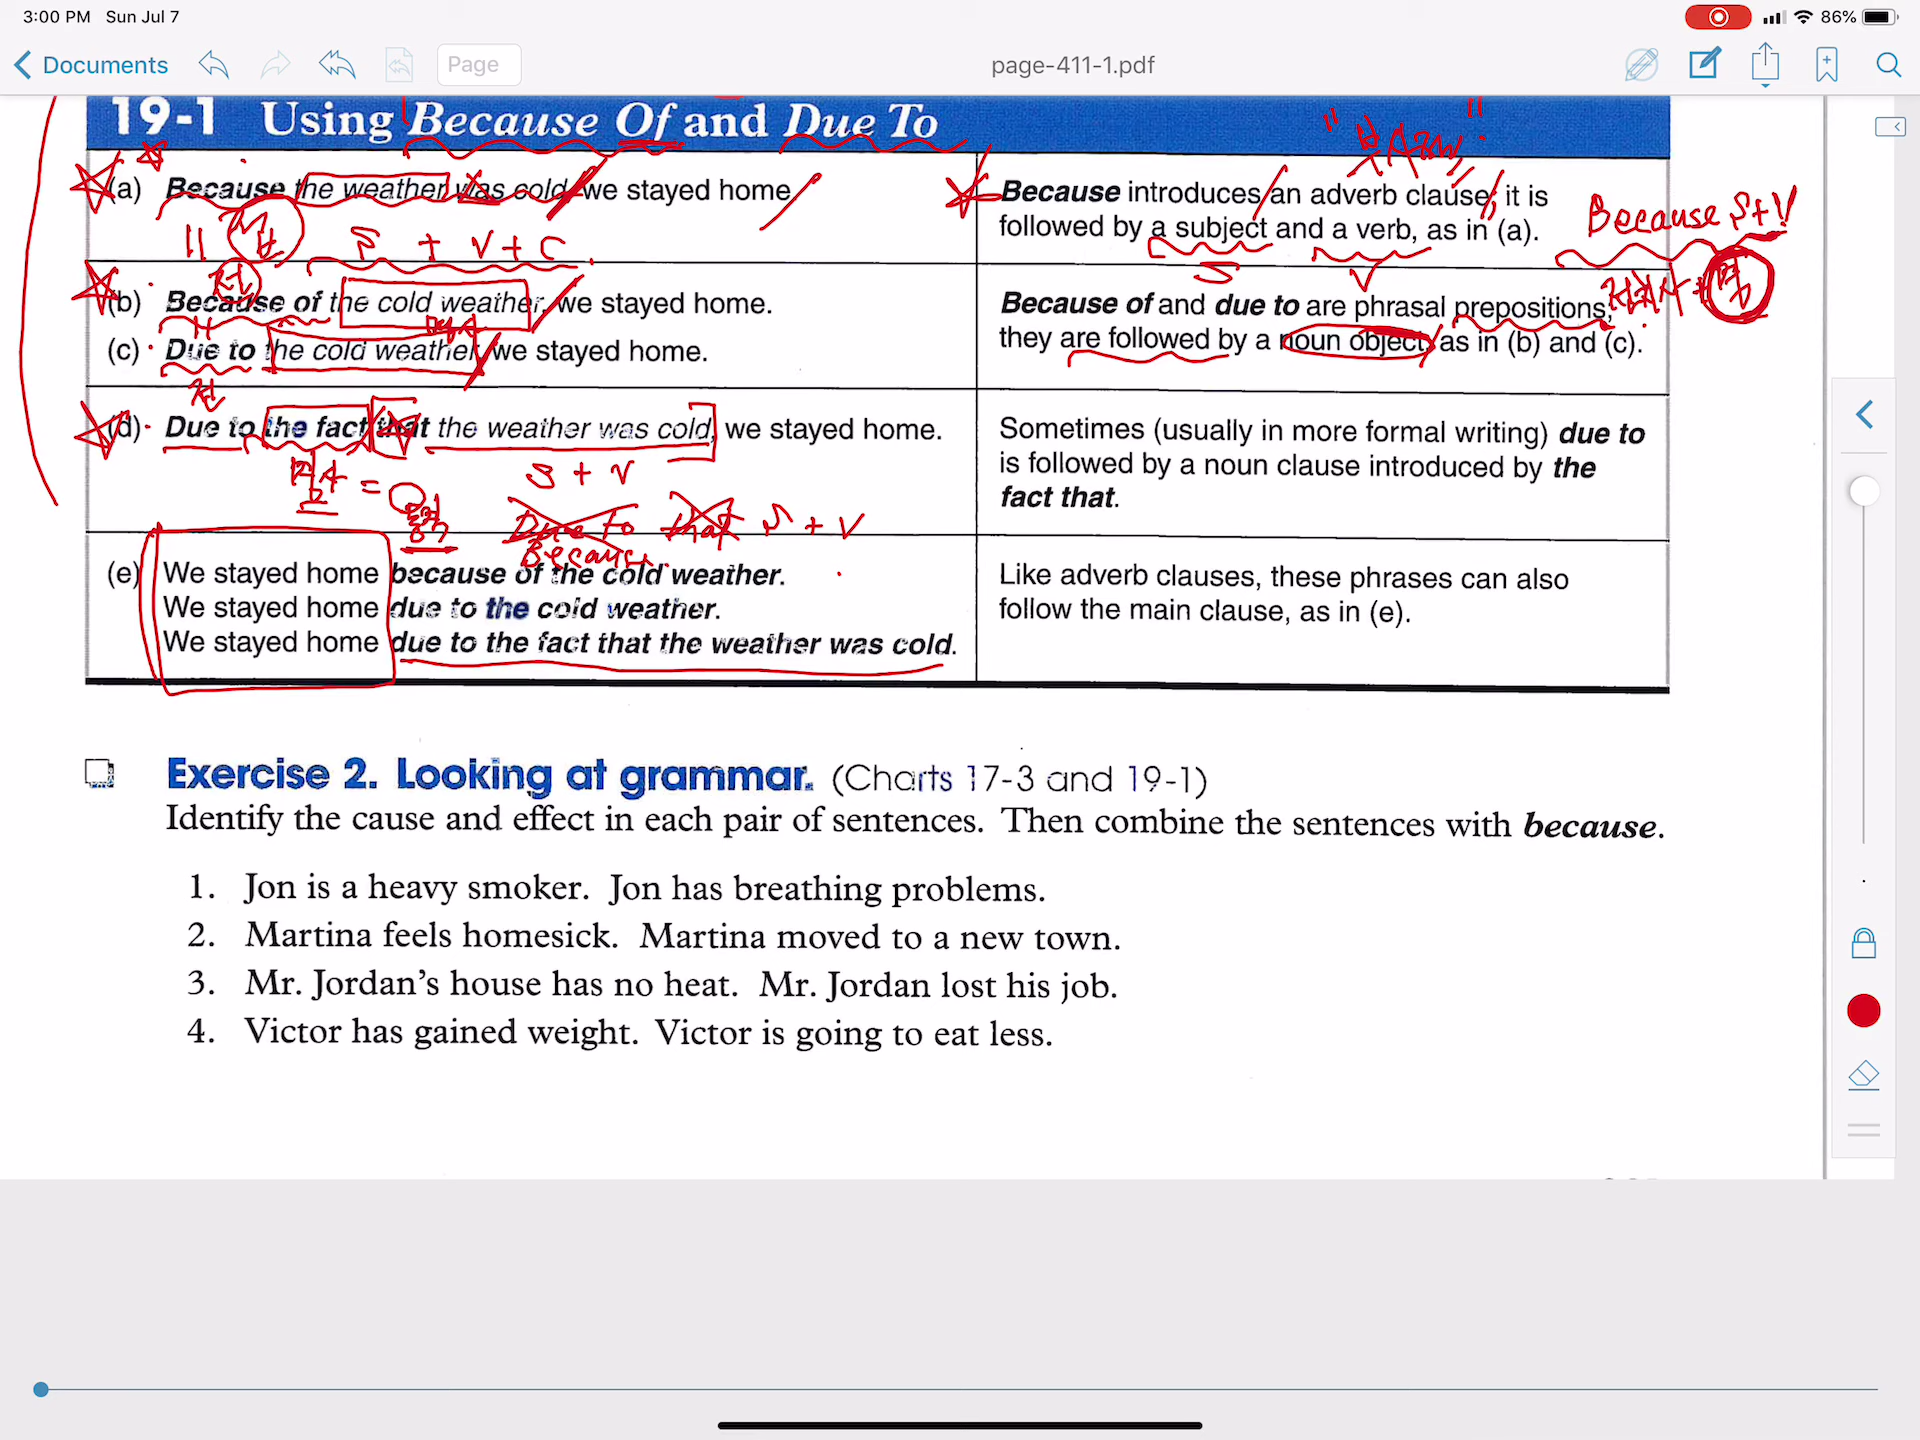 3:00 PM Sun Jul 7
86%
Documents
Page
page-411-1.pdf
19-1 Using Because Of and Due To
(a) Because the weather was cold, we stayed home.
Because introduces an adverb clause; it is
followed by a subject and a verb, as in (a).
Because S+V
S + V + C
S V
(b) Because of the cold weather, we stayed home.
(c) Due to the cold weather, we stayed home.
Because of and due to are phrasal prepositions;
they are followed by a noun object, as in (b) and (c).
(d) Due to the fact that the weather was cold, we stayed home.
S + V
Due to that S + V
Because
Sometimes (usually in more formal writing) due to
is followed by a noun clause introduced by the
fact that.
(e) We stayed home because of the cold weather.
We stayed home due to the cold weather.
We stayed home due to the fact that the weather was cold.
Like adverb clauses, these phrases can also
follow the main clause, as in (e).
Exercise 2. Looking at grammar. (Charts 17-3 and 19-1)
Identify the cause and effect in each pair of sentences. Then combine the sentences with because.
1. Jon is a heavy smoker. Jon has breathing problems.
2. Martina feels homesick. Martina moved to a new town.
3. Mr. Jordan's house has no heat. Mr. Jordan lost his job.
4. Victor has gained weight. Victor is going to eat less.